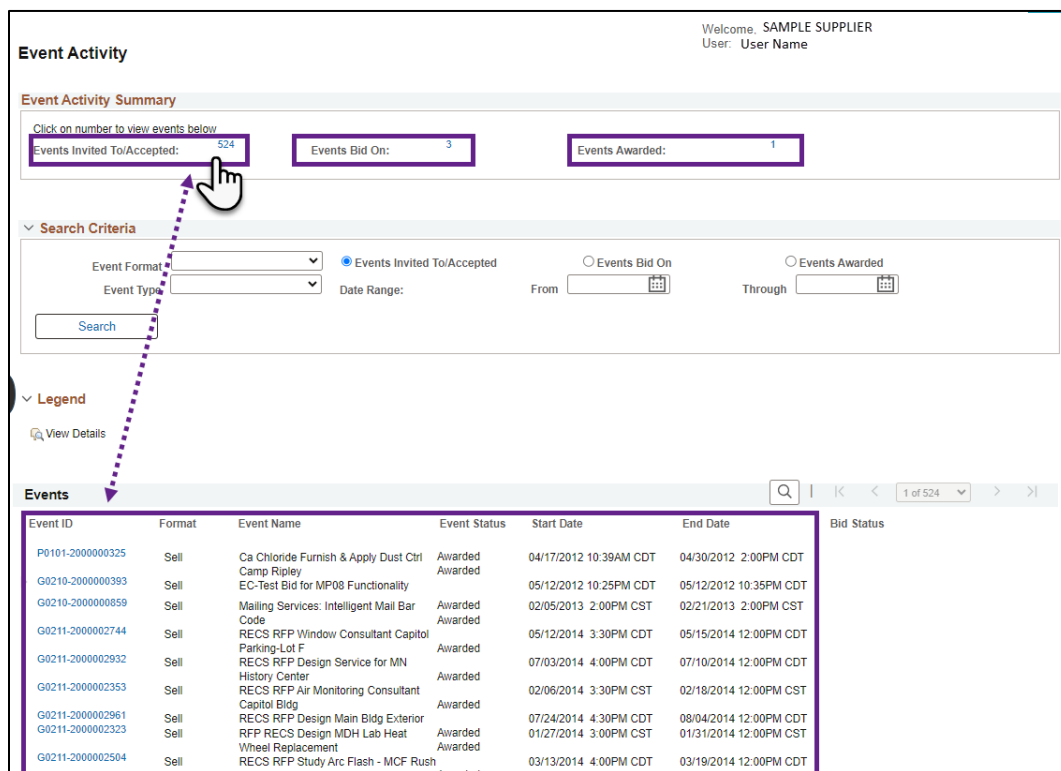 Welcome, SAMPLE SUPPLIER
User: User Name
Event Activity
Event Activity Summary
Click on number to view events below
Events Invited To/Accepted: 524 Events Bid On: 3 Events Awarded: 1
Search Criteria
Event Format Events Invited To/Accepted Events Bid On Events Awarded
Event Type Date Range: From Through
Search
Legend
View Details
Events 1 of 524
Event ID Format Event Name Event Status Start Date End Date Bid Status
P0101-2000000325 Sell Ca Chloride Furnish & Apply Dust Ctrl Awarded 04/17/2012 10:39AM CDT 04/30/2012 2:00PM CDT
Camp Ripley Awarded
G0210-2000000393 Sell EC-Test Bid for MP08 Functionality 05/12/2012 10:25PM CDT 05/12/2012 10:35PM CDT
G0210-2000000859 Sell Mailing Services: Intelligent Mail Bar Awarded 02/05/2013 2:00PM CST 02/21/2013 2:00PM CST
Code Awarded
G0211-2000002744 Sell RECS RFP Window Consultant Capitol 05/12/2014 3:30PM CDT 05/15/2014 12:00PM CDT
Parking-Lot F Awarded
G0211-2000002932 Sell RECS RFP Design Service for MN 07/03/2014 4:00PM CDT 07/10/2014 12:00PM CDT
History Center Awarded
G0211-2000002353 Sell RECS RFP Air Monitoring Consultant 02/06/2014 3:30PM CST 02/18/2014 12:00PM CST
Capitol Bldg Awarded
G0211-2000002961 Sell RECS RFP Design Main Bldg Exterior 07/24/2014 4:30PM CDT 08/04/2014 12:00PM CDT
G0211-2000002323 Sell RFP RECS Design MDH Lab Heat Awarded 01/27/2014 3:00PM CST 01/31/2014 12:00PM CST
Wheel Replacement Awarded
G0211-2000002504 Sell RECS RFP Study Arc Flash - MCF Rush 03/13/2014 4:00PM CDT 03/19/2014 12:00PM CDT